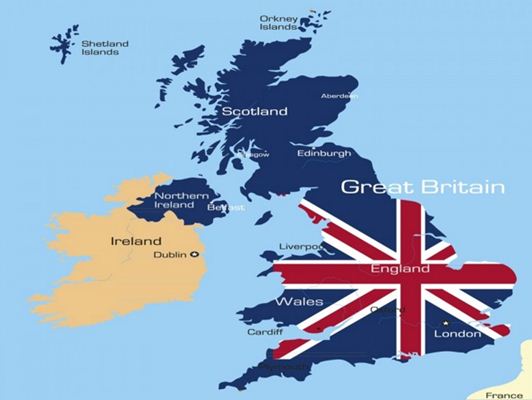 Orkney
Islands
Shetland
Islands
Aberdeen
Scotland
Glasgow
Edinburgh
Great Britain
Northern
Ireland
Belfast
Ireland
Dublin
Liverpool
England
Wales
Oxford
Cardiff
London
Plymouth
France